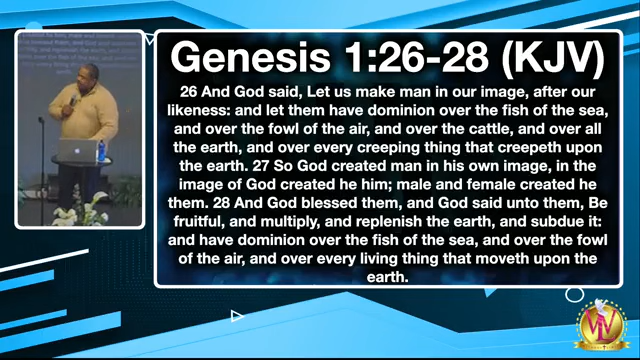 Genesis 1:26-28 (KJV)
26 And God said, Let us make man in our image, after our
likeness: and let them have dominion over the fish of the sea,
and over the fowl of the air, and over the cattle, and over all
the earth, and over every creeping thing that creepeth upon
the earth. 27 So God created man in his own image, in the
image of God created he him; male and female created he
them. 28 And God blessed them, and God said unto them, Be
fruitful, and multiply, and replenish the earth, and subdue it:
and have dominion over the fish of the sea, and over the fowl
of the air, and over every living thing that moveth upon the
earth.